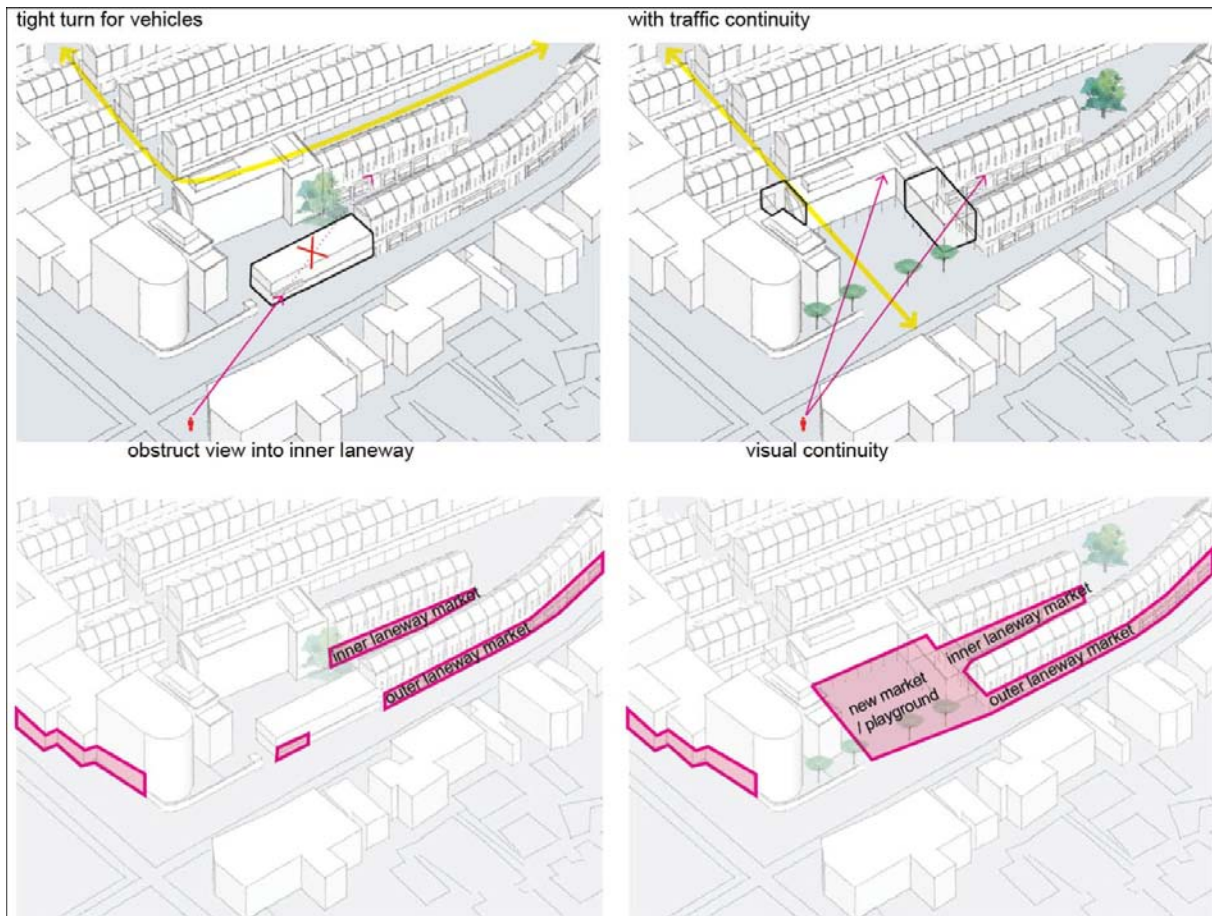 tight turn for vehicles
with traffic continuity
obstruct view into inner laneway
visual continuity
inner laneway market
outer laneway market
inner laneway market
outer laneway market
new market
/ playground